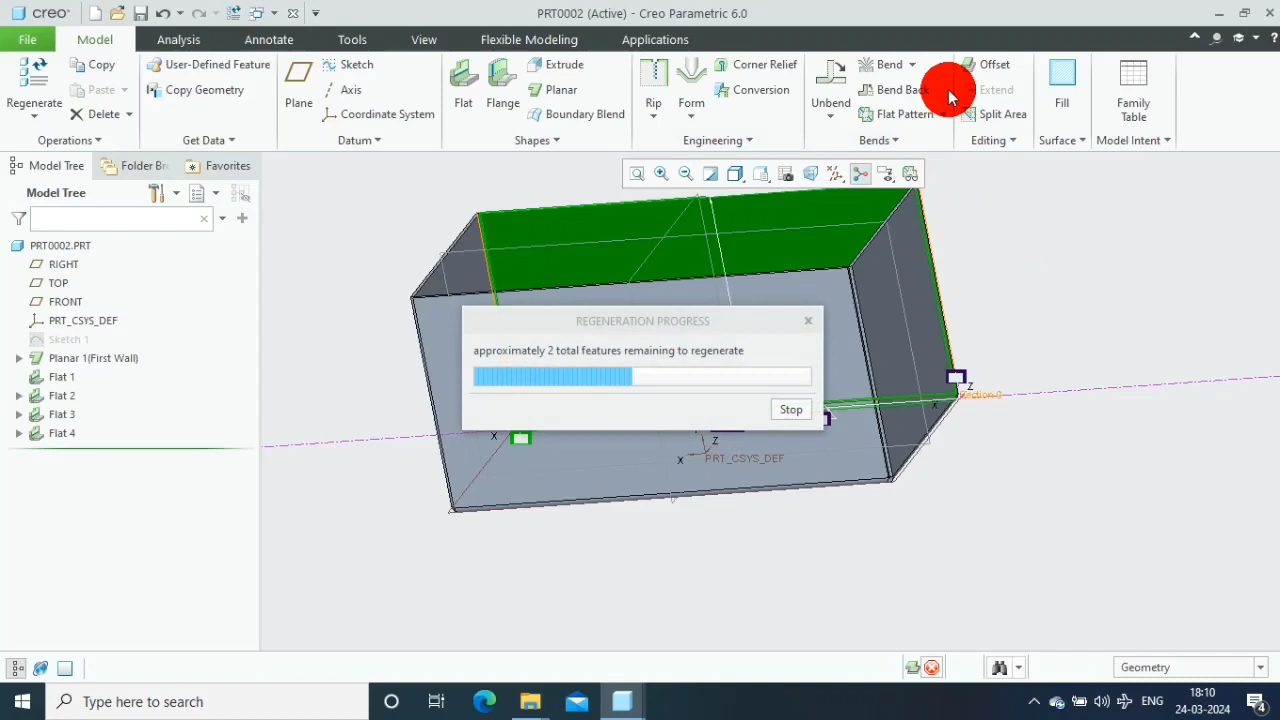 creo
PRT0002 (Active) - Creo Parametric 6.0
File
Model
Analysis
Annotate
Tools
View
Flexible Modeling
Applications
Regenerate
Copy
Paste
Delete
Operations
User-Defined Feature
Copy Geometry
Get Data
Plane
Sketch
Axis
Coordinate System
Datum
Flat
Flange
Extrude
Planar
Boundary Blend
Shapes
Rip
Form
Corner Relief
Conversion
Engineering
Unbend
Bend
Bend Back
Flat Pattern
Bends
Offset
Extend
Split Area
Editing
Fill
Surface
Family
Table
Model Intent
Model Tree
Folder Br
Favorites
Model Tree
PRT0002.PRT
RIGHT
TOP
FRONT
PRT_CSYS_DEF
Sketch 1
Planar 1(First Wall)
Flat 1
Flat 2
Flat 3
Flat 4
REGENERATION PROGRESS
approximately 2 total features remaining to regenerate
Stop
Z
X
X
Z
X
PRT_CSYS_DEF
Geometry
Type here to search
ENG
18:10
24-03-2024
4